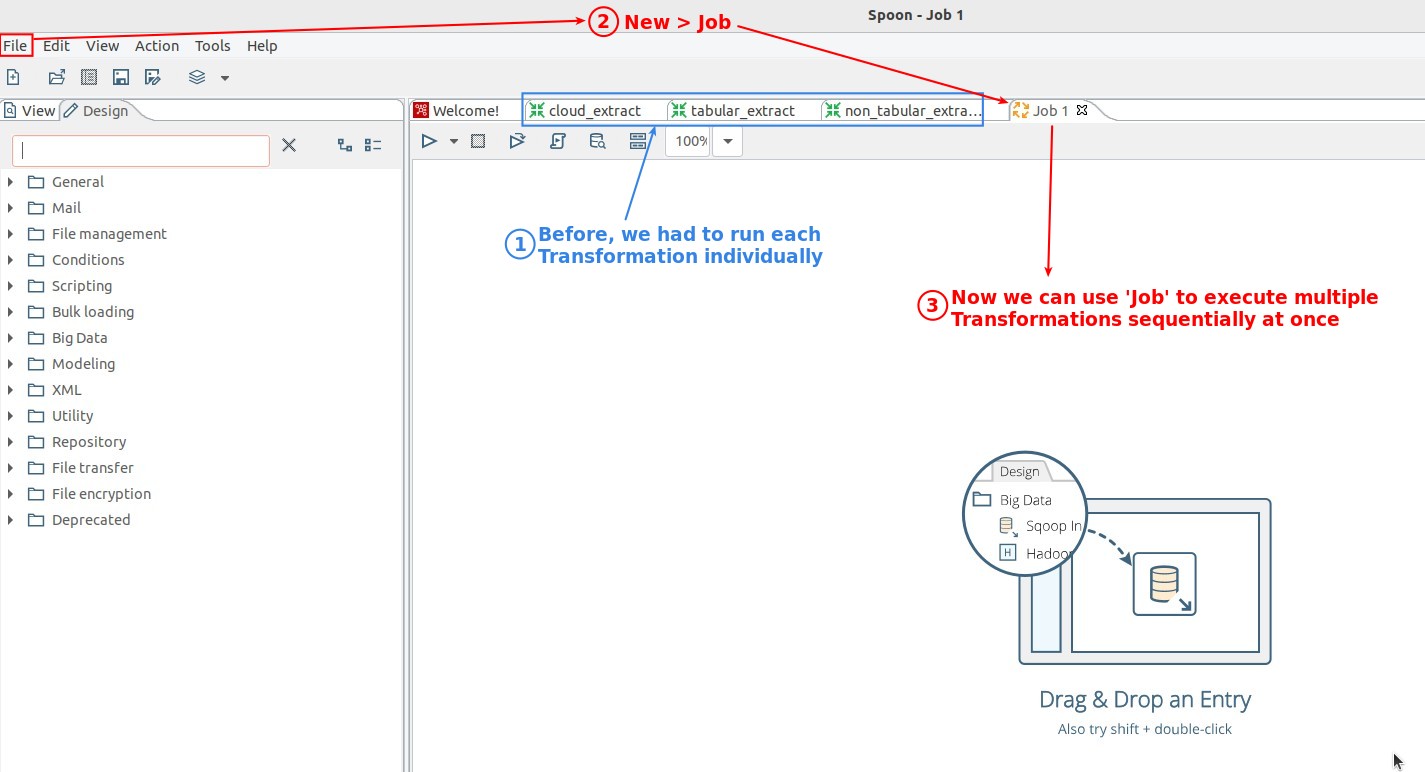 Spoon - Job 1
2 New > Job
File Edit View Action Tools Help
View Design
Welcome! cloud_extract tabular_extract non_tabular_extra... Job 1
100%
General
Mail
File management
Conditions
Scripting
Bulk loading
Big Data
Modeling
XML
Utility
Repository
File transfer
File encryption
Deprecated
1 Before, we had to run each
Transformation individually
3 Now we can use 'Job' to execute multiple
Transformations sequentially at once
Design
Big Data
Sqoop In
H Hadoop
Drag & Drop an Entry
Also try shift + double-click